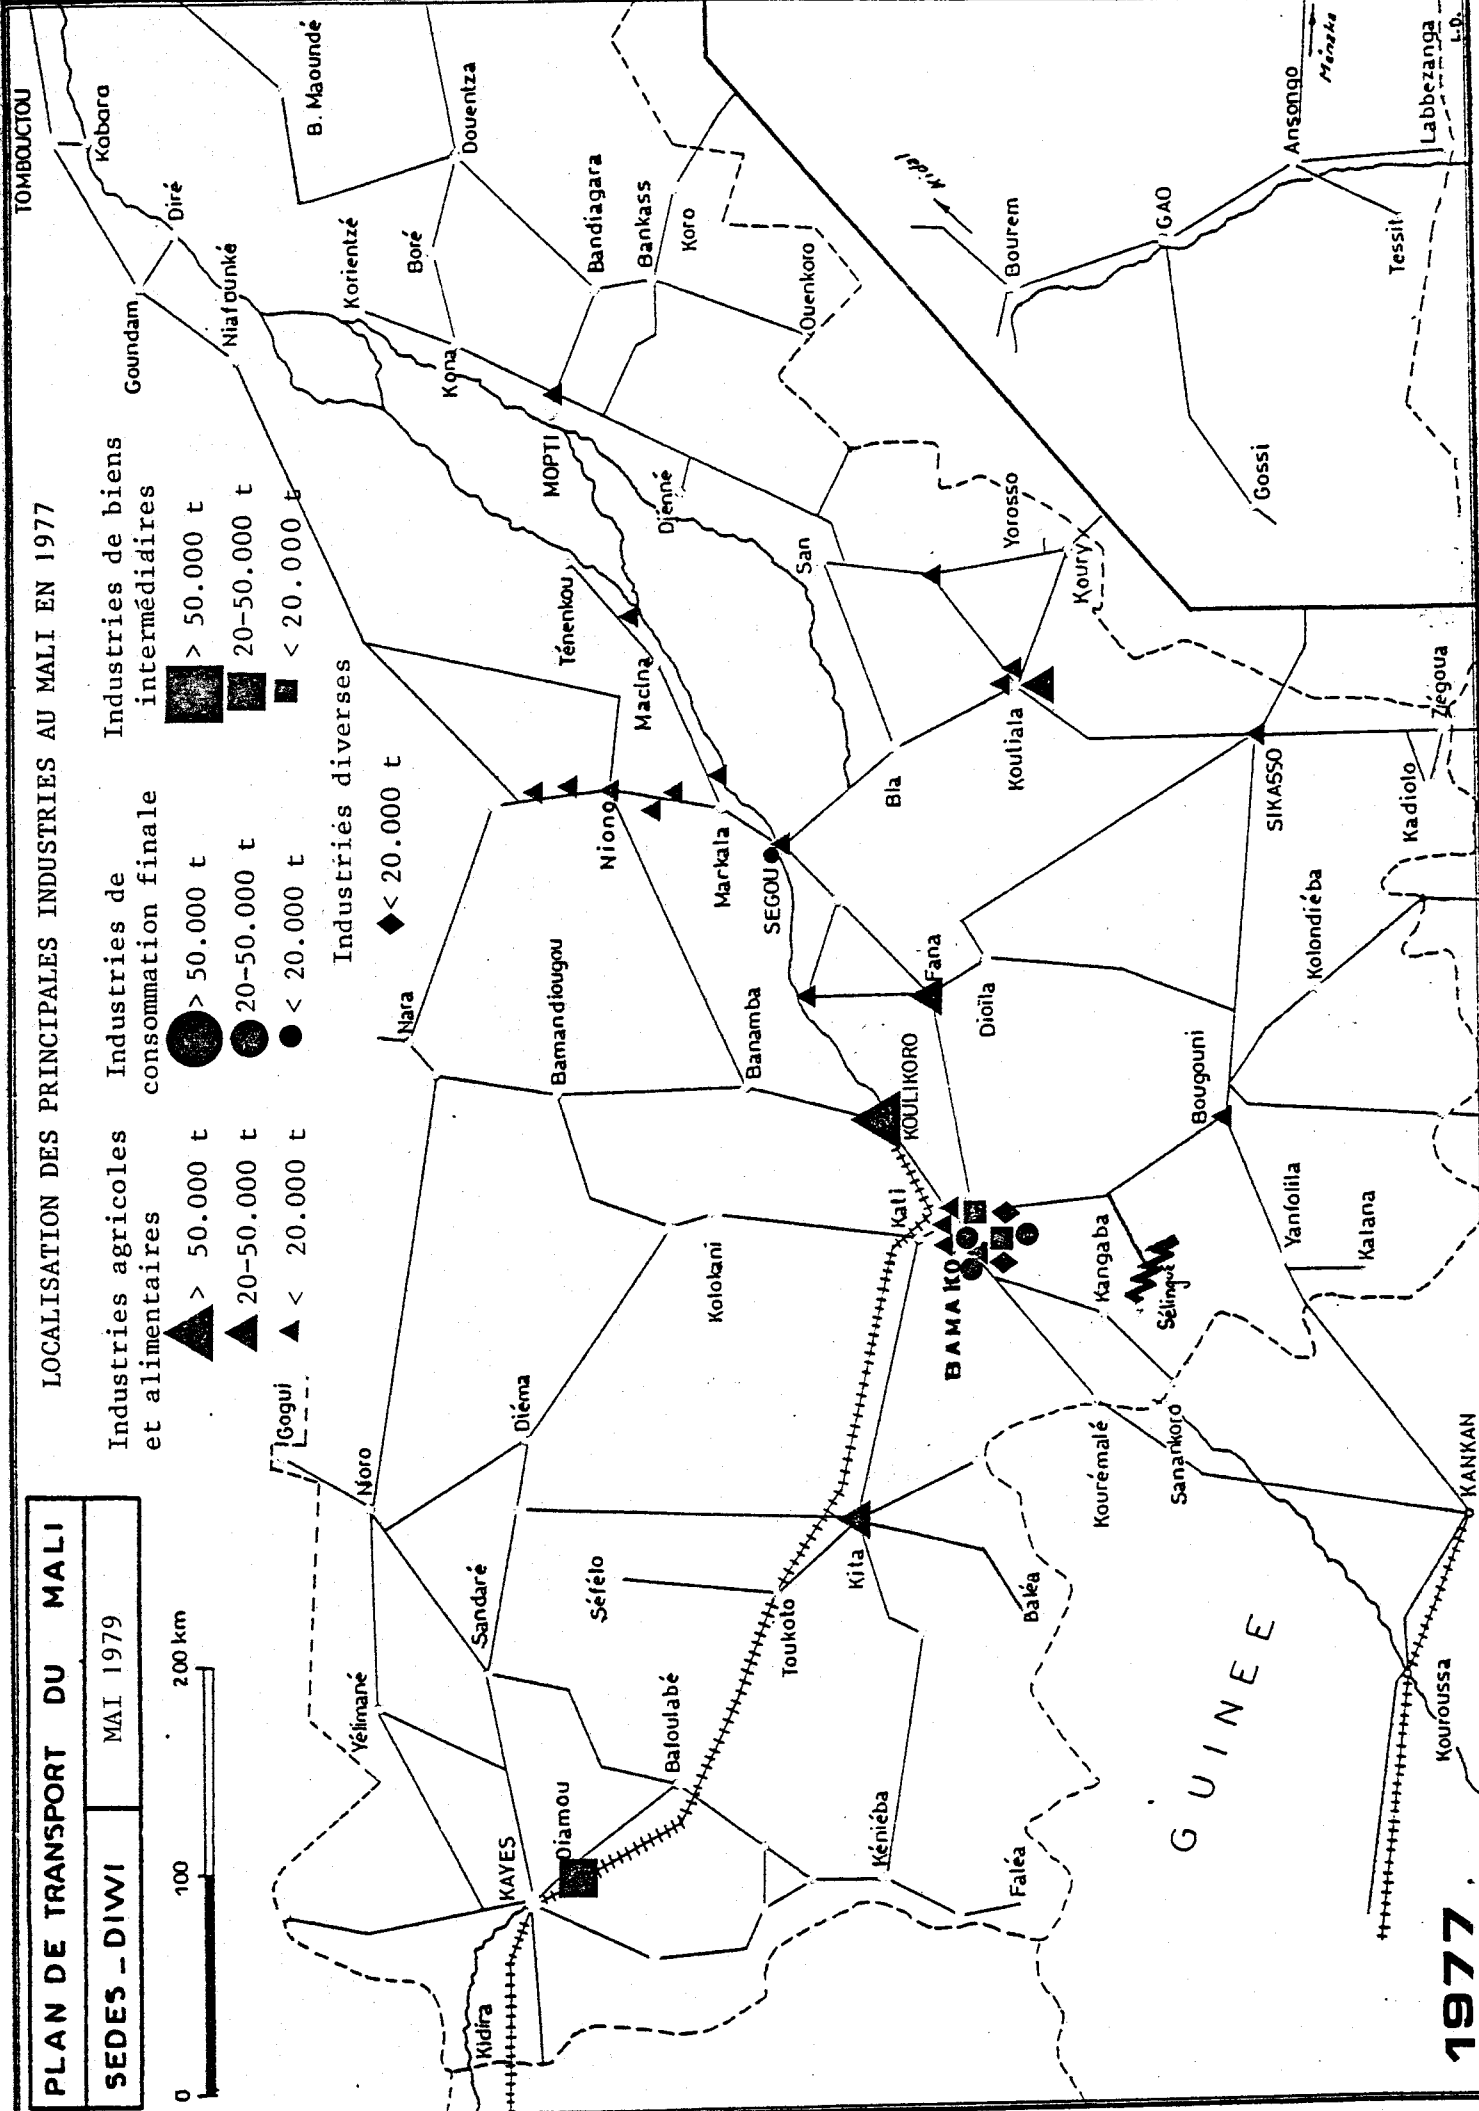 PLAN DE TRANSPORT DU MALI
SEDES_DIWI
MAI 1979
0
100
200 km
LOCALISATION DES PRINCIPALES INDUSTRIES AU MALI EN 1977
Industries agricoles
et alimentaires
> 50.000 t
20-50.000 t
< 20.000 t
Industries de
consommation finale
> 50.000 t
20-50.000 t
< 20.000 t
Industries de biens
intermédiaires
> 50.000 t
20-50.000 t
< 20.000 t
Industries diverses
< 20.000 t
TOMBOUCTOU
Kabara
Diré
Goundam
Niafounké
B. Maoundé
Korientzé
Boré
Douentza
Kona
MOPTI
Bandiagara
Bankass
Koro
Ouenkoro
Djenné
Ténenkou
Macina
San
Yorosso
Koury
Koutiala
Bla
Niono
Markala
SEGOU
Nara
Bamandiougou
Banamba
Fana
Dioïla
KOULIKORO
Kati
BAMAKO
Kolokani
Gogui
Nioro
Diéma
Yélimané
Sandaré
Séfélo
Toukoto
Kita
Baféa
KAYES
Diamou
Bafoulabé
Kidira
Kéniéba
Faléa
Kangaba
Sélingué
Kourémalé
Sanankoro
Bougouni
Yanfolila
Kalana
Kolondiéba
SIKASSO
Kadiolo
Zégoua
KANKAN
Kouroussa
GUINEE
Kidal
Bourem
GAO
Ansongo
Ménaka
Labbezanga
Tessit
Gossi
L.D.
1977